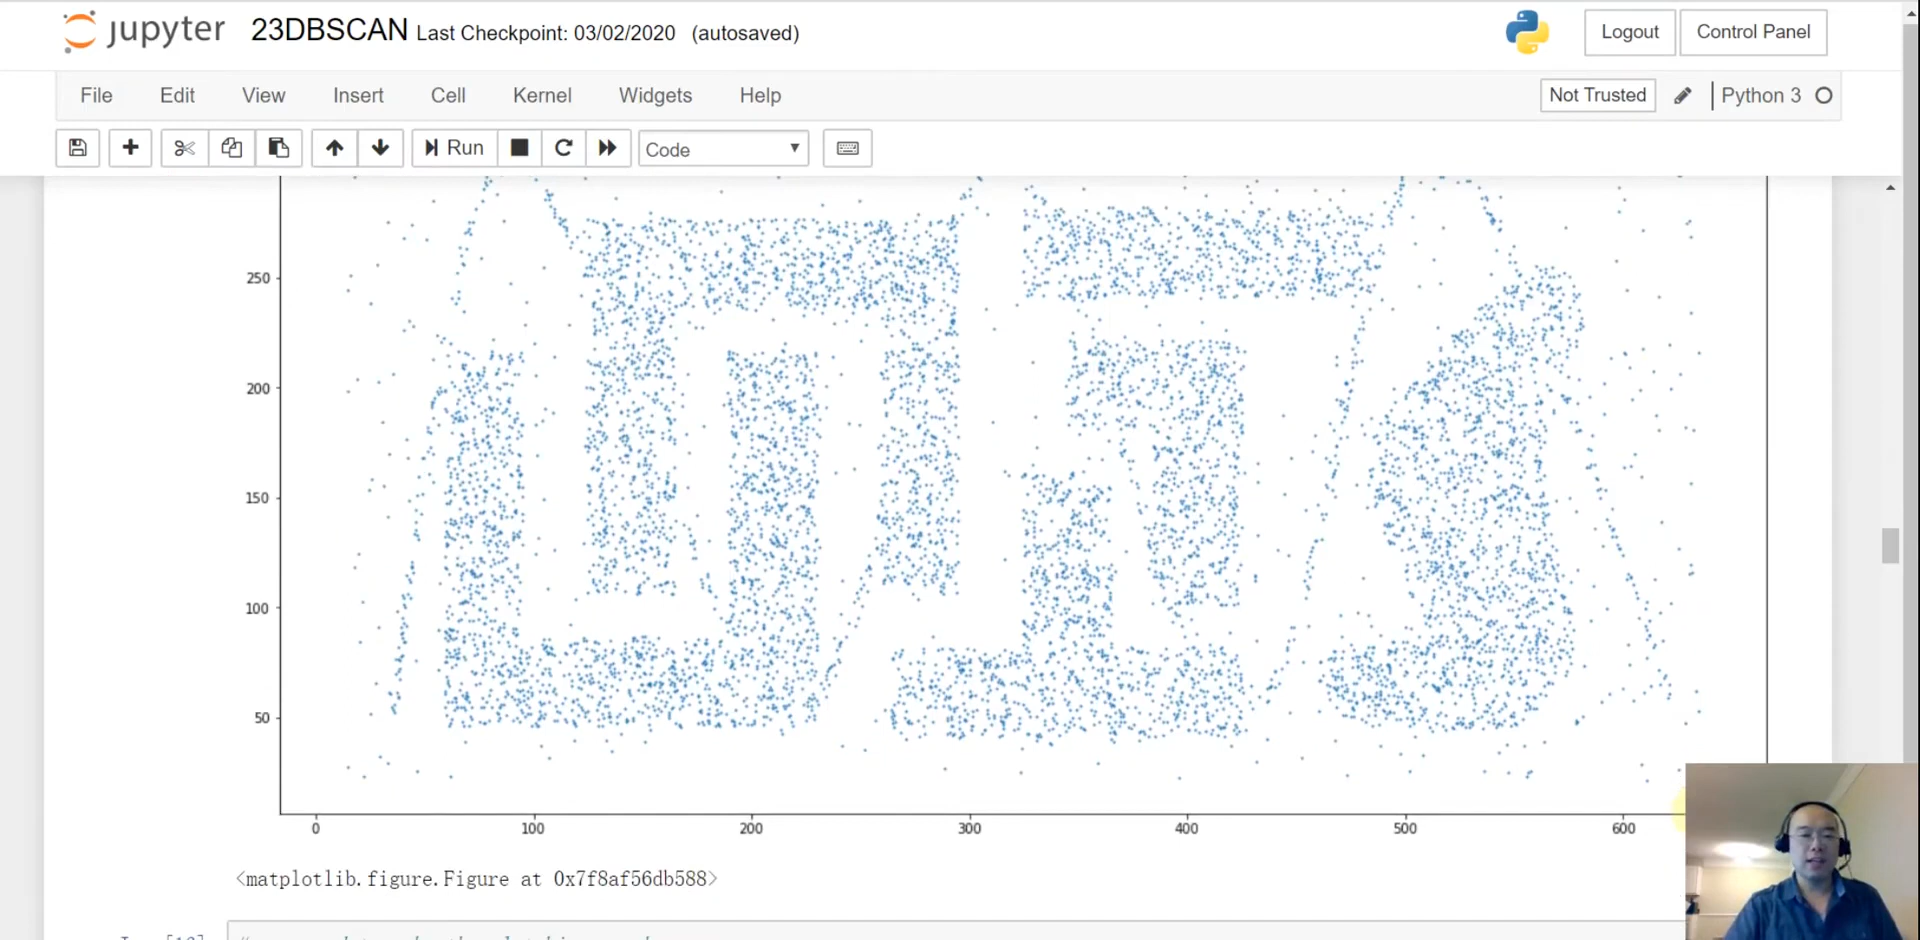 jupyter 23DBSCAN Last Checkpoint: 03/02/2020 (autosaved) Logout Control Panel
File Edit View Insert Cell Kernel Widgets Help Not Trusted Python 3
Run Code
250
200
150
100
50
0 100 200 300 400 500 600
<matplotlib.figure.Figure at 0x7f8af56db588>